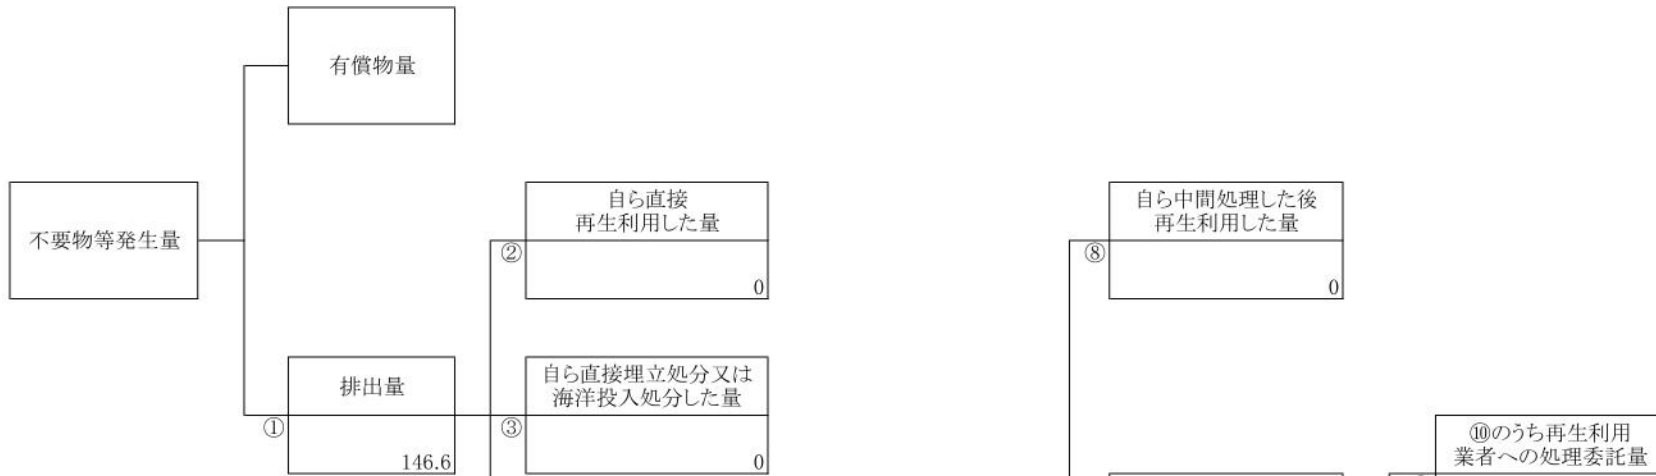 有償物量
不要物等発生量
自ら直接
再生利用した量
②
0
自ら中間処理した後
再生利用した量
⑧
0
排出量
①
146.6
自ら直接埋立処分又は
海洋投入処分した量
③
0
⑩のうち再生利用
業者への処理委託量